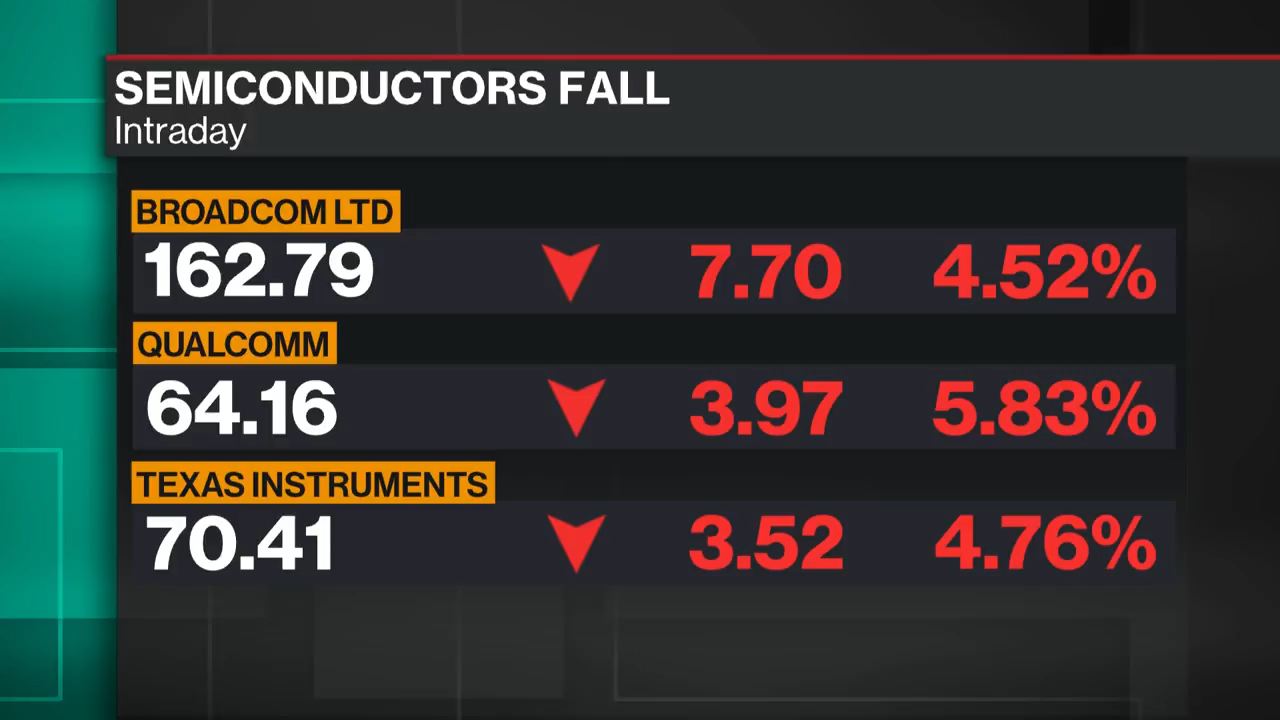 SEMICONDUCTORS FALL
Intraday
BROADCOM LTD
162.79 7.70 4.52%
QUALCOMM
64.16 3.97 5.83%
TEXAS INSTRUMENTS
70.41 3.52 4.76%